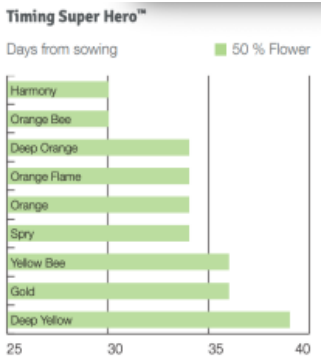 Timing Super Hero™
Days from sowing
50 % Flower
Harmony
Orange Bee
Deep Orange
Orange Flame
Orange
Spry
Yellow Bee
Gold
Deep Yellow
25 30 35 40